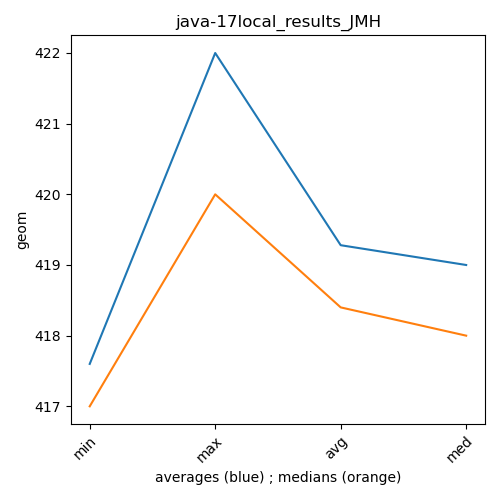 java-17local_results_JMH
geom
422
421
420
419
418
417
min
max
avg
med
averages (blue) ; medians (orange)